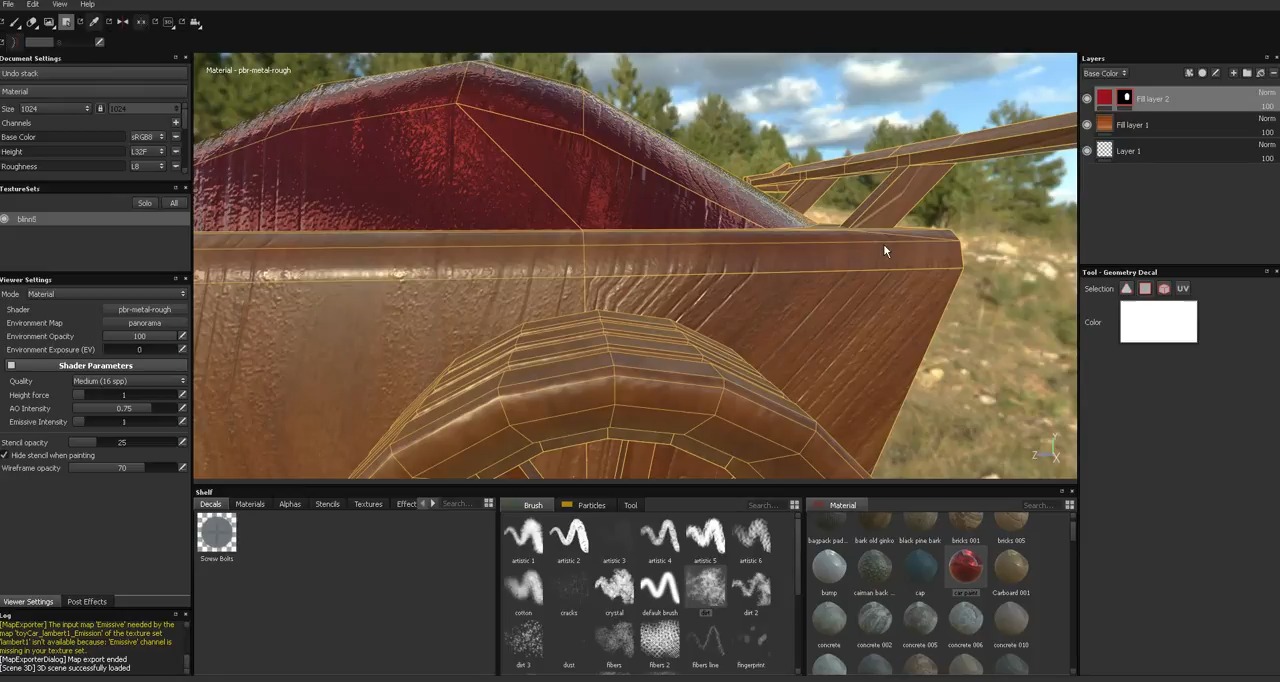 File Edit View Help
Document Settings
Undo stack
Material
Size 1024 1024
Channels
Base Color sRGB8
Height L32F
Roughness L8
TextureSets
Solo All
blinn5
Viewer Settings
Mode Material
Shader pbr-metal-rough
Environment Map panorama
Environment Opacity 100
Environment Exposure (EV) 0
Shader Parameters
Quality Medium (16 spp)
Height force 1
AO Intensity 0.75
Emissive Intensity 1
Stencil opacity 25
Hide stencil when painting
Wireframe opacity 70
Viewer Settings Post Effects
Log
[MapExporter] The input map 'Emissive' needed by the
map 'toyCar_lambert1_Emission' of the texture set
'lambert1' isn't available because: 'Emissive' channel is
missing in your texture set.
[MapExporterDialog] Map export ended
[Scene 3D] 3D scene successfully loaded
Material - pbr-metal-rough
Y
Z X
Shelf
Decals Materials Alphas Stencils Textures Effect Search...
Screw Bolts
Brush Particles Tool Search...
artistic 1 artistic 2 artistic 3 artistic 4 artistic 5 artistic 6
cotton cracks crystal default brush dirt dirt 2
dirt 3 dust fibers fibers 2 fibers line fingerprint
Material Search...
bagpack pad... bark old ginko black pine bark bricks 001 bricks 005
bump caiman back ... cap car paint Carboard 001
concrete concrete 002 concrete 005 concrete 006 concrete 010
Layers
Base Color
Fill layer 2 Norm
100
Fill layer 1 Norm
100
Layer 1 Norm
100
Tool - Geometry Decal
Selection UV
Color